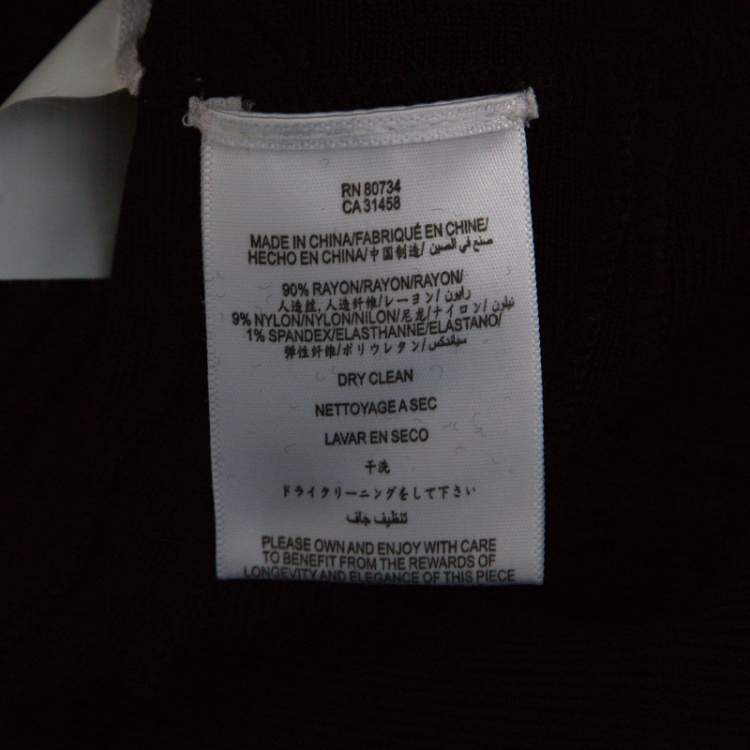 RN 80734
CA 31458
MADE IN CHINA/FABRIQUÉ EN CHINE/
HECHO EN CHINA/中国制造/ صنع في الصين/
90% RAYON/RAYON/RAYON/
人造丝, 人造纤维/レーヨン/ رايون/
9% NYLON/NYLON/NILON/尼龙/ナイロン/ نيلون/
1% SPANDEX/ELASTHANNE/ELASTANO/
弹性纤维/ポリウレタン/ سباندكس/
DRY CLEAN
NETTOYAGE A SEC
LAVAR EN SECO
干洗
ドライクリーニングをして下さい
تنظيف جاف
PLEASE OWN AND ENJOY WITH CARE
TO BENEFIT FROM THE REWARDS OF
LONGEVITY AND ELEGANCE OF THIS PIECE